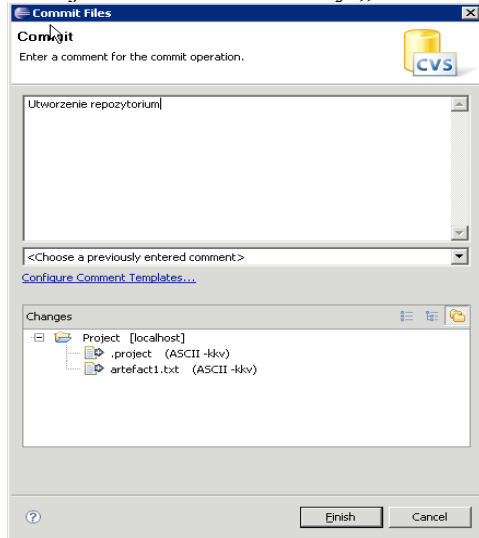 Commit Files
Commit
Enter a comment for the commit operation.
CVS
Utworzenie repozytorium
<Choose a previously entered comment>
Configure Comment Templates...
Changes
Project [localhost]
.project (ASCII -kkv)
artefact1.txt (ASCII -kkv)
Finish
Cancel